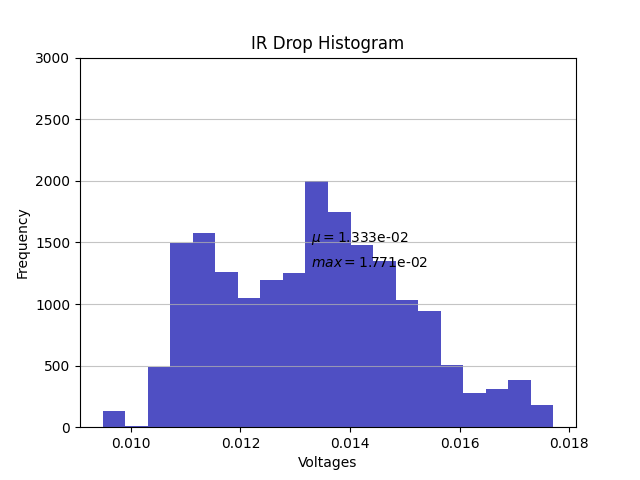 IR Drop Histogram
3000
2500
2000
1500
1000
500
0
Frequency
μ = 1.333e-02
max = 1.771e-02
0.010 0.012 0.014 0.016 0.018
Voltages